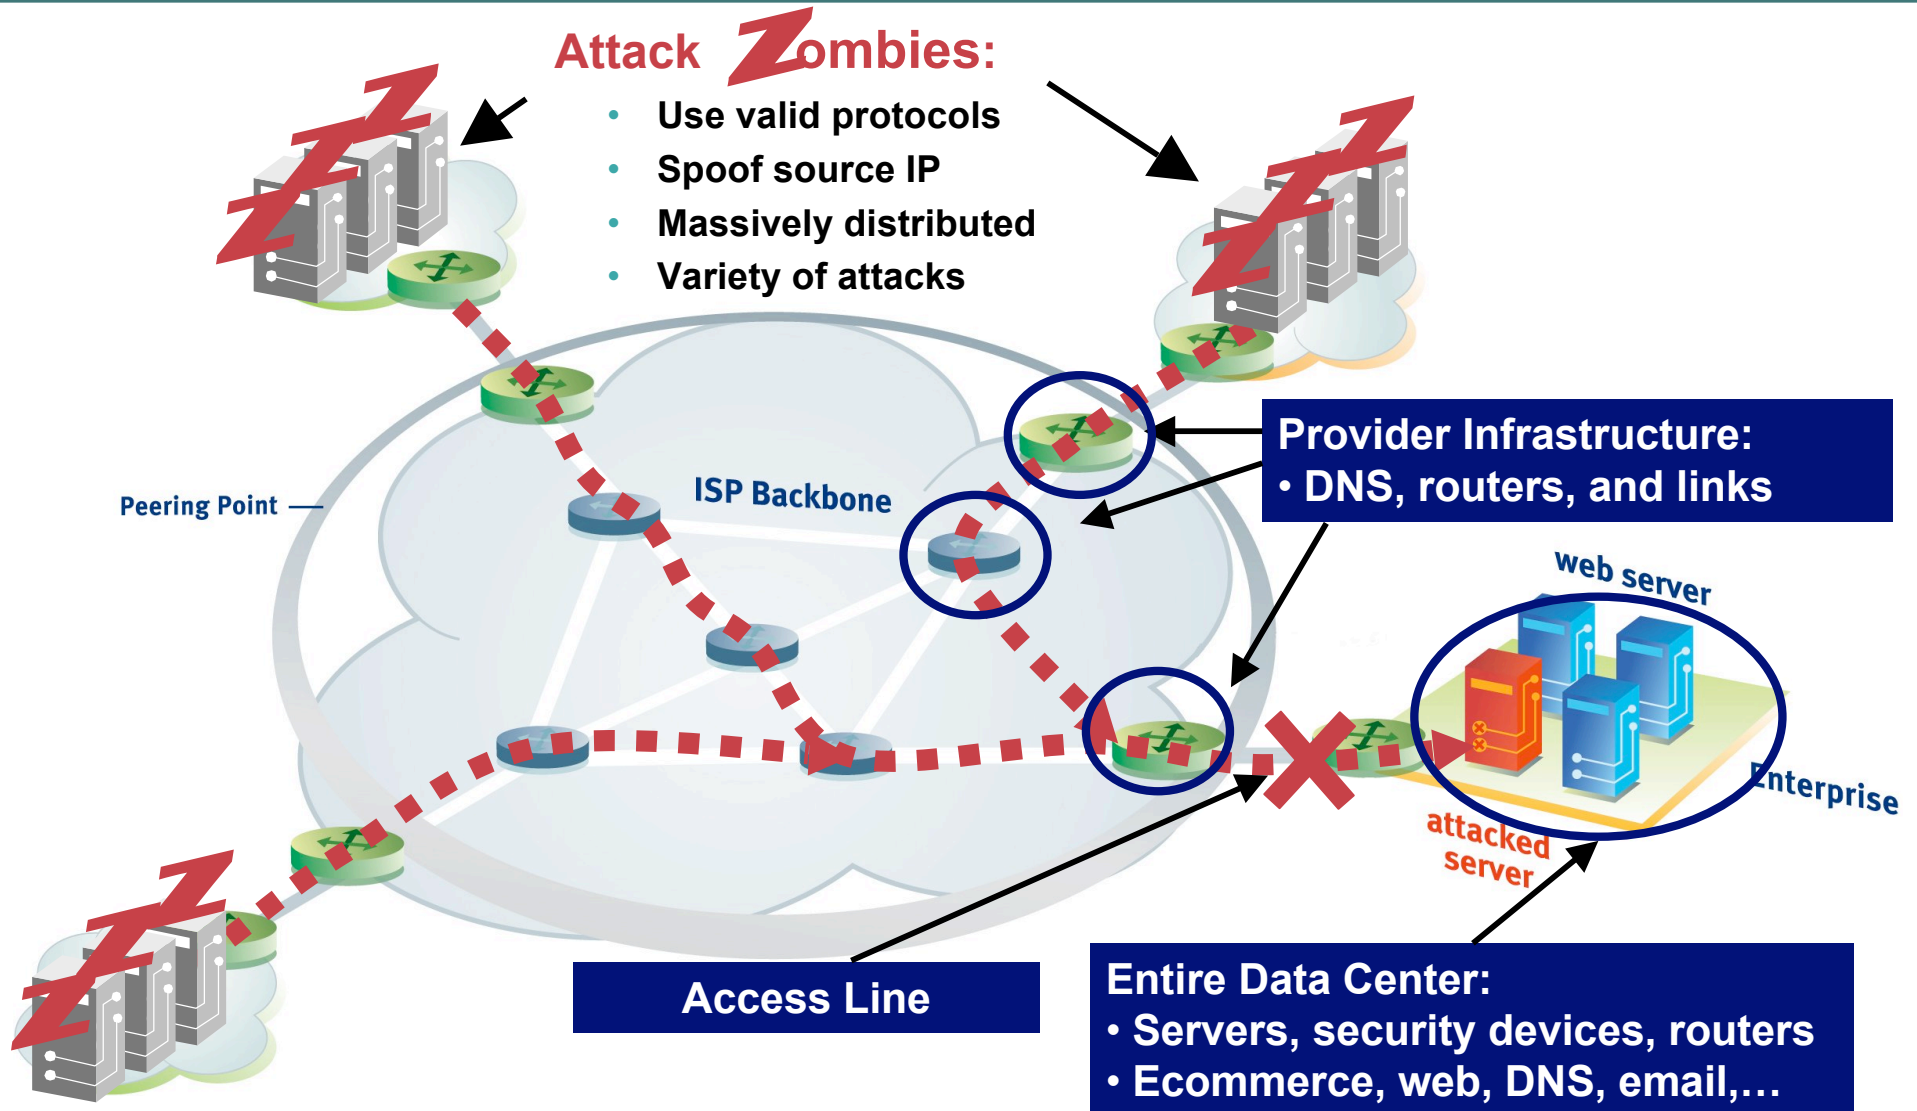 Attack Zombies:
• Use valid protocols
• Spoof source IP
• Massively distributed
• Variety of attacks
Provider Infrastructure:
• DNS, routers, and links
Peering Point
ISP Backbone
web server
Enterprise
attacked
server
Access Line
Entire Data Center:
• Servers, security devices, routers
• Ecommerce, web, DNS, email,...
Z
Z
Z
Z
Z
Z
Z
Z
Z